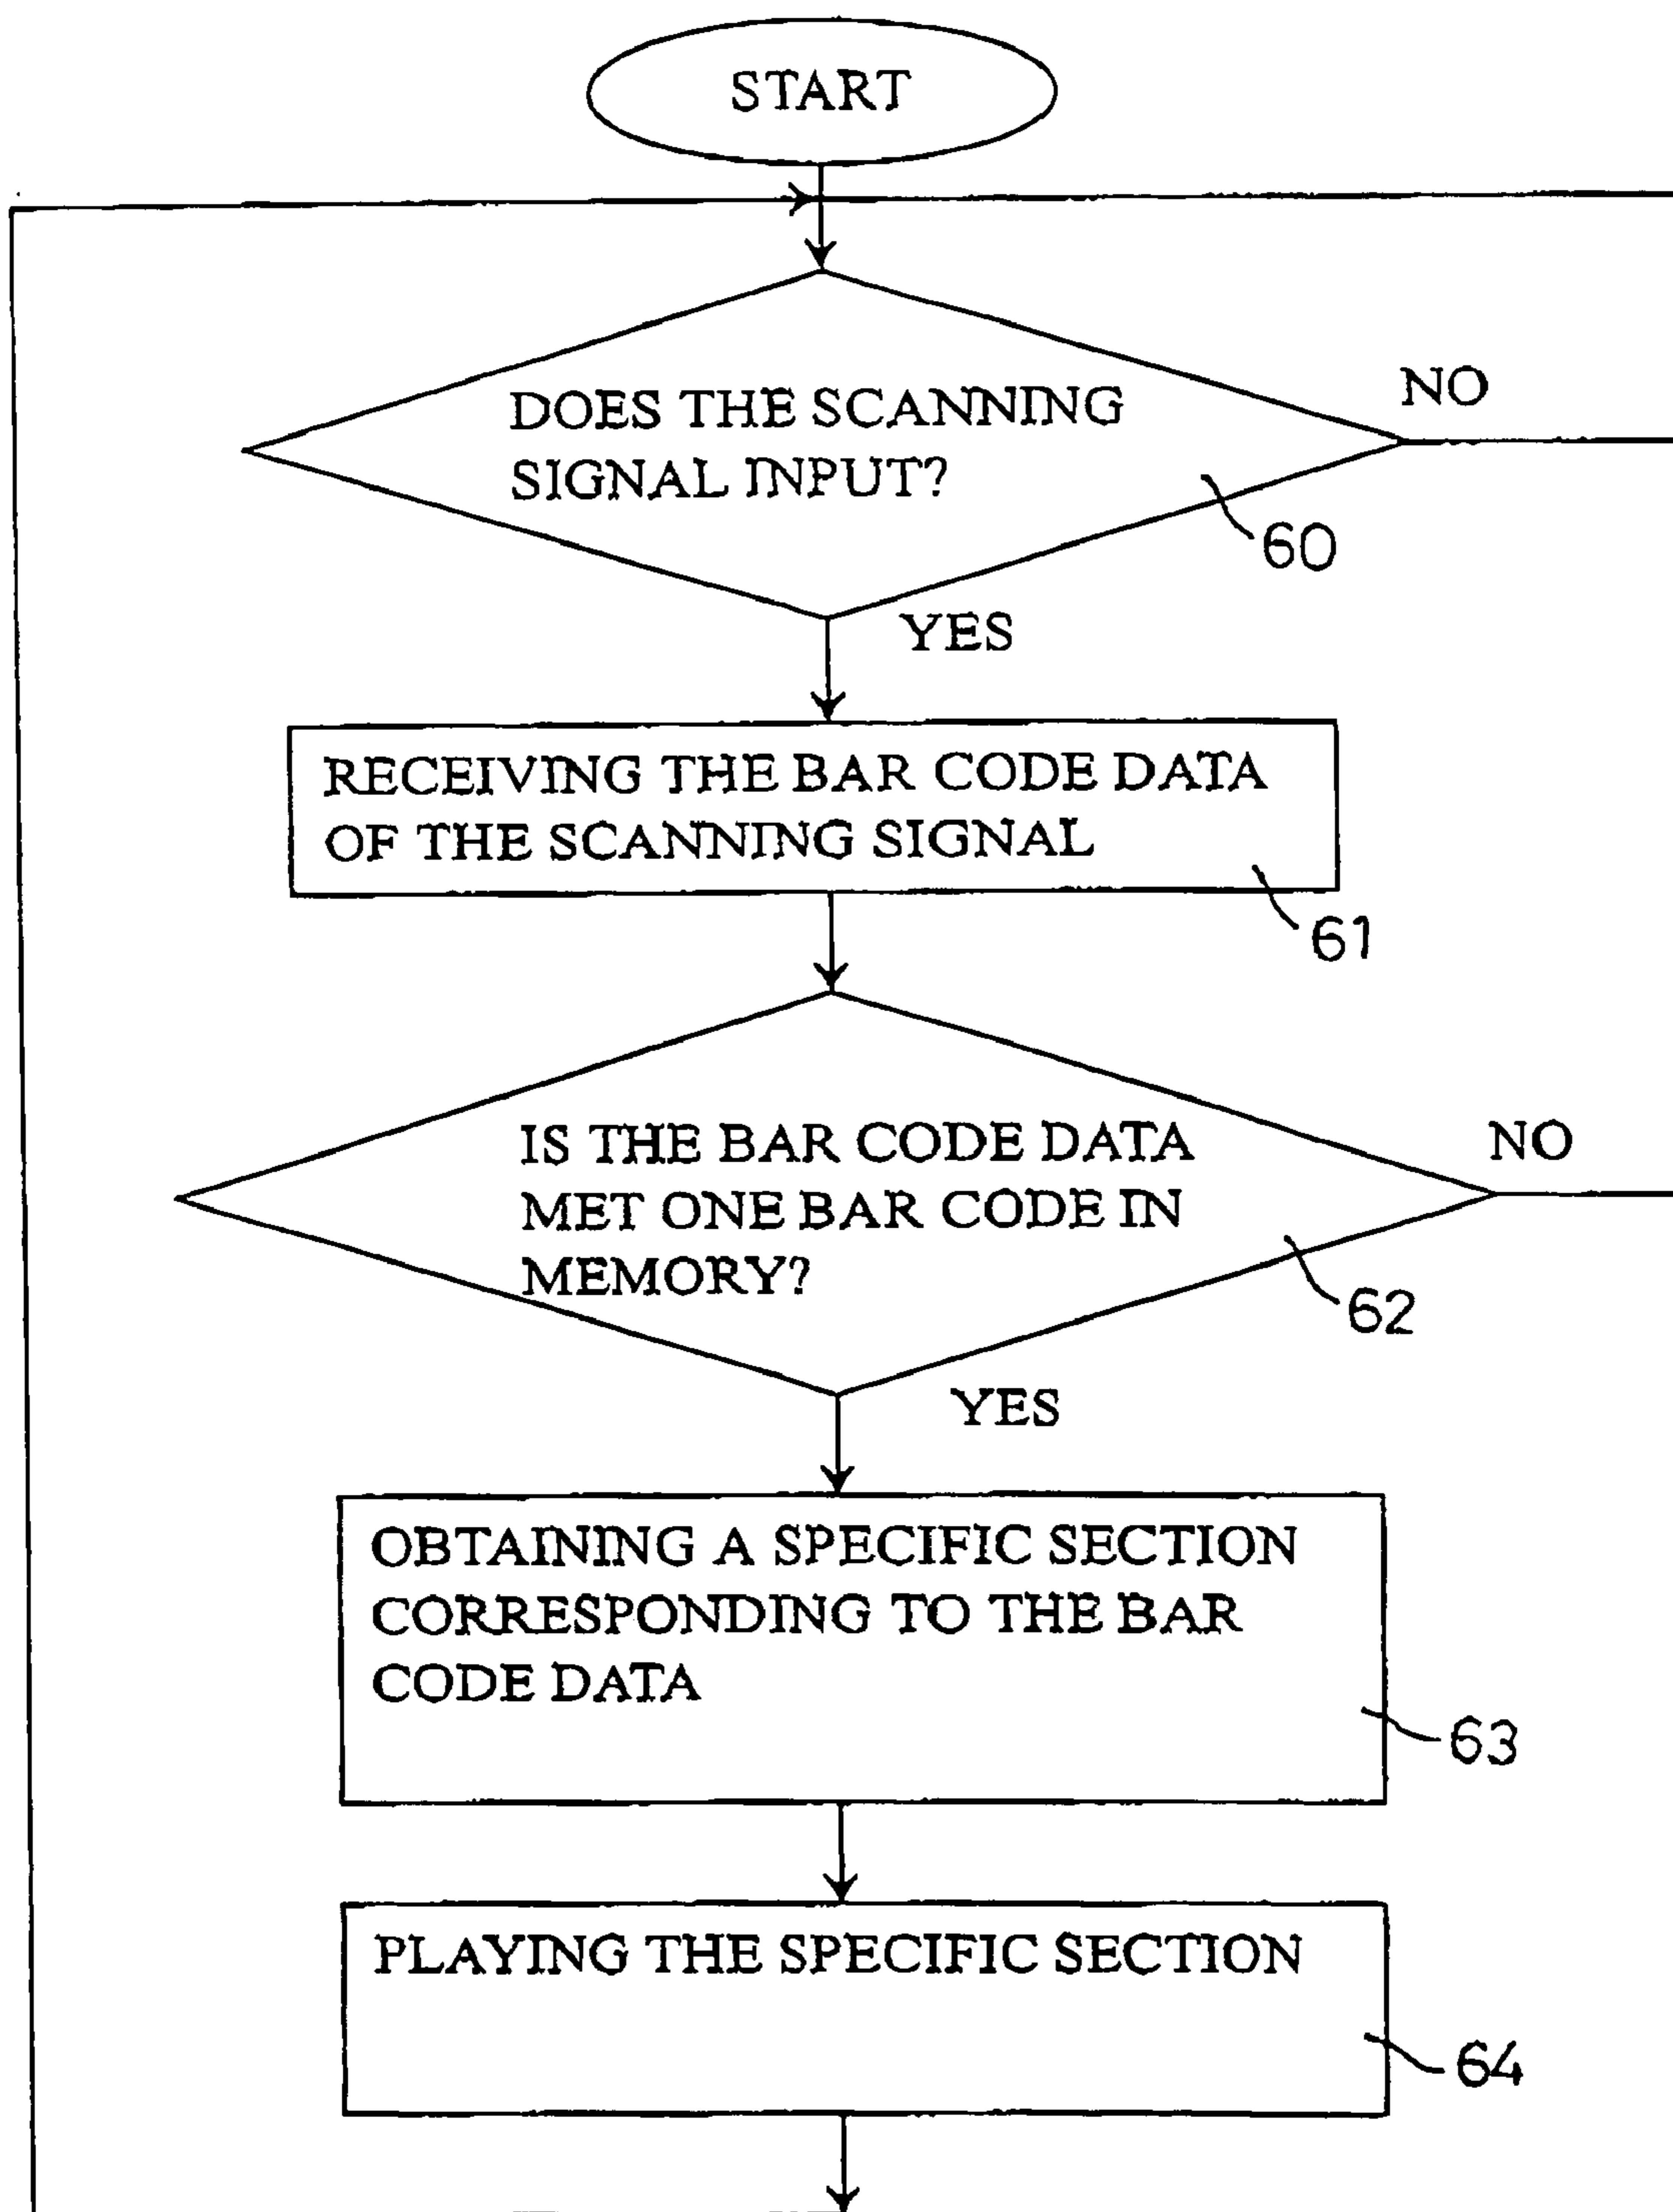 START
DOES THE SCANNING
SIGNAL INPUT?
NO
60
YES
RECEIVING THE BAR CODE DATA
OF THE SCANNING SIGNAL
61
IS THE BAR CODE DATA
MET ONE BAR CODE IN
MEMORY?
NO
62
YES
OBTAINING A SPECIFIC SECTION
CORRESPONDING TO THE BAR
CODE DATA
63
PLAYING THE SPECIFIC SECTION
64